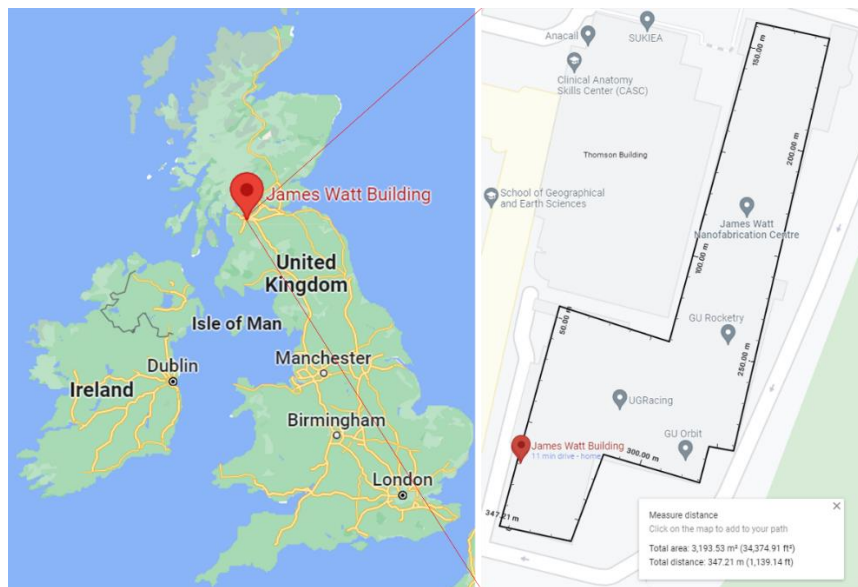 James Watt Building
United
Kingdom
Isle of Man
Dublin
Ireland
Manchester
Birmingham
London
Anacail
SUKIEA
Clinical Anatomy
Skills Center (CASC)
150.00 m
Thomson Building
200.00 m
School of Geographical
and Earth Sciences
James Watt
Nanofabrication Centre
100.00 m
50.00 m
GU Rocketry
250.00 m
UGRacing
GU Orbit
James Watt Building
11 min drive - home
300.00 m
347.21 m
Measure distance
Click on the map to add to your path
Total area: 3,193.53 m² (34,374.91 ft²)
Total distance: 347.21 m (1,139.14 ft)